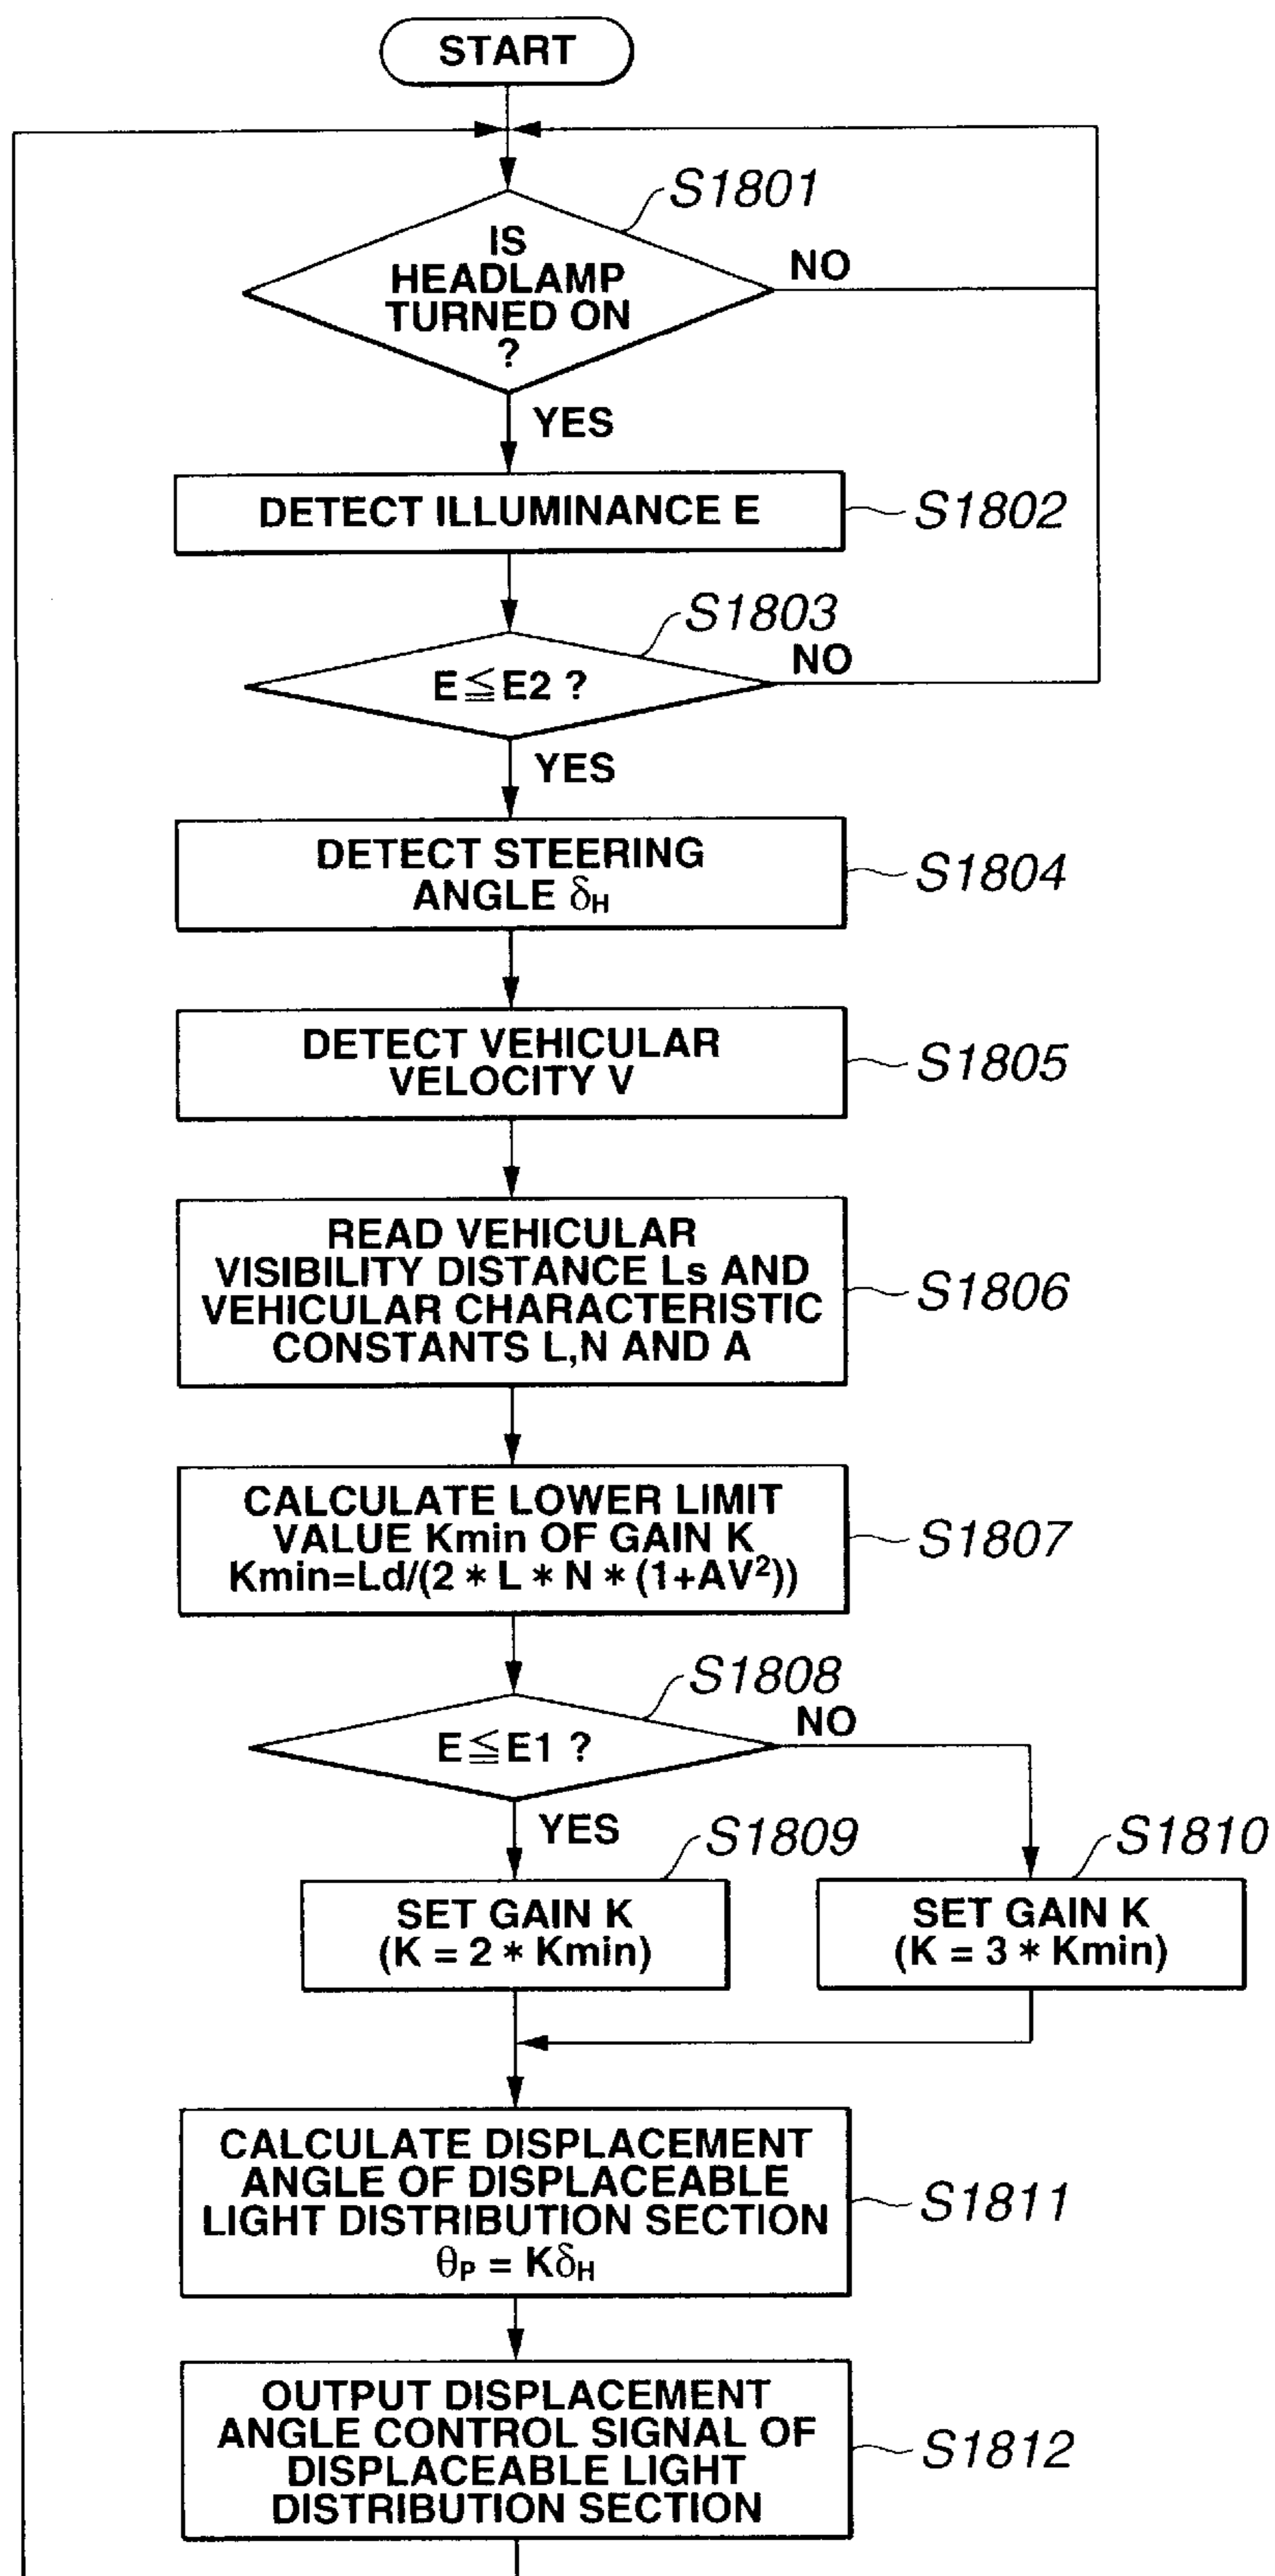 START
S1801
IS
HEADLAMP
TURNED ON
?
NO
YES
DETECT ILLUMINANCE E
S1802
S1803
E≦E2 ?
NO
YES
DETECT STEERING
ANGLE δH
S1804
DETECT VEHICULAR
VELOCITY V
S1805
READ VEHICULAR
VISIBILITY DISTANCE Ls AND
VEHICULAR CHARACTERISTIC
CONSTANTS L,N AND A
S1806
CALCULATE LOWER LIMIT
VALUE Kmin OF GAIN K
Kmin=Ld/(2 * L * N * (1+AV²))
S1807
S1808
E≦E1 ?
NO
YES
S1809
SET GAIN K
(K = 2 * Kmin)
S1810
SET GAIN K
(K = 3 * Kmin)
CALCULATE DISPLACEMENT
ANGLE OF DISPLACEABLE
LIGHT DISTRIBUTION SECTION
θP = KδH
S1811
OUTPUT DISPLACEMENT
ANGLE CONTROL SIGNAL OF
DISPLACEABLE LIGHT
DISTRIBUTION SECTION
S1812